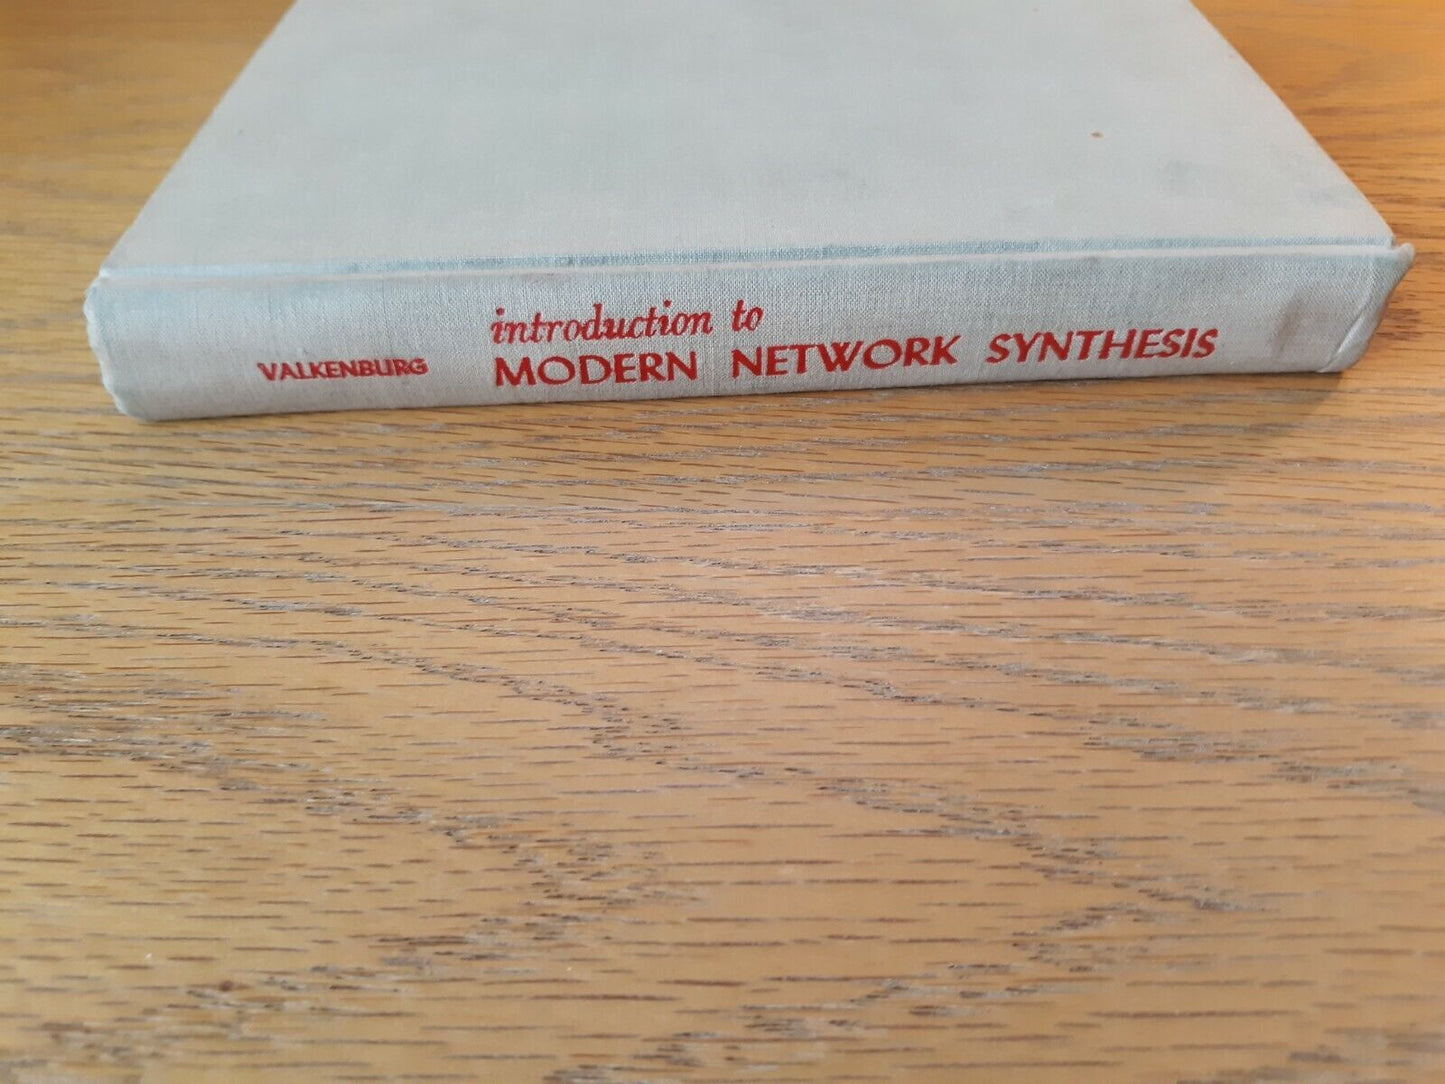 VALKENBURG
introduction to
MODERN NETWORK SYNTHESIS